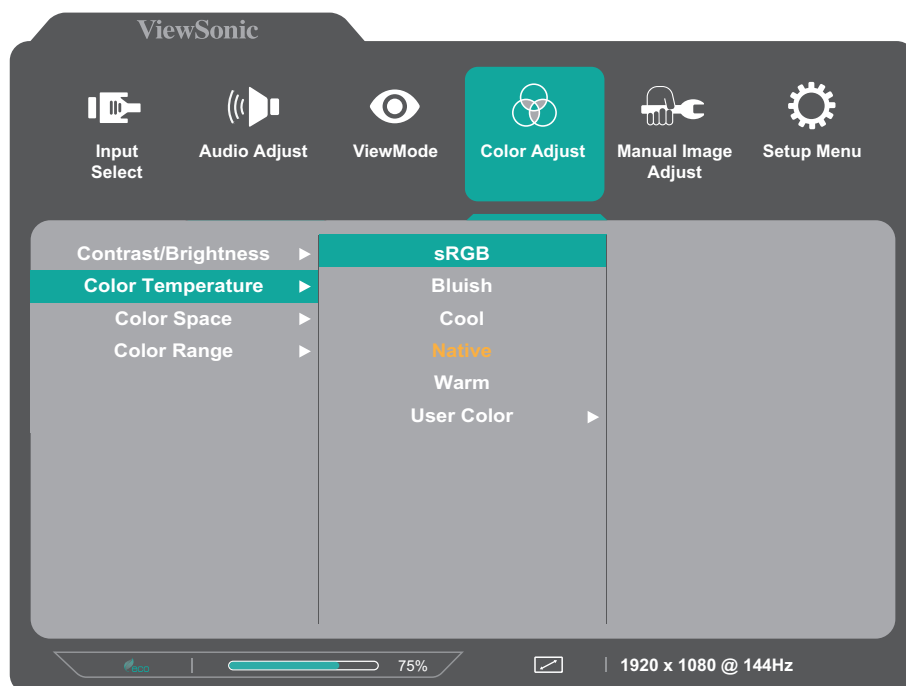 ViewSonic
Input
Select
Audio Adjust
ViewMode
Color Adjust
Manual Image
Adjust
Setup Menu
Contrast/Brightness
Color Temperature
Color Space
Color Range
sRGB
Bluish
Cool
Native
Warm
User Color
eco
75%
1920 x 1080 @ 144Hz